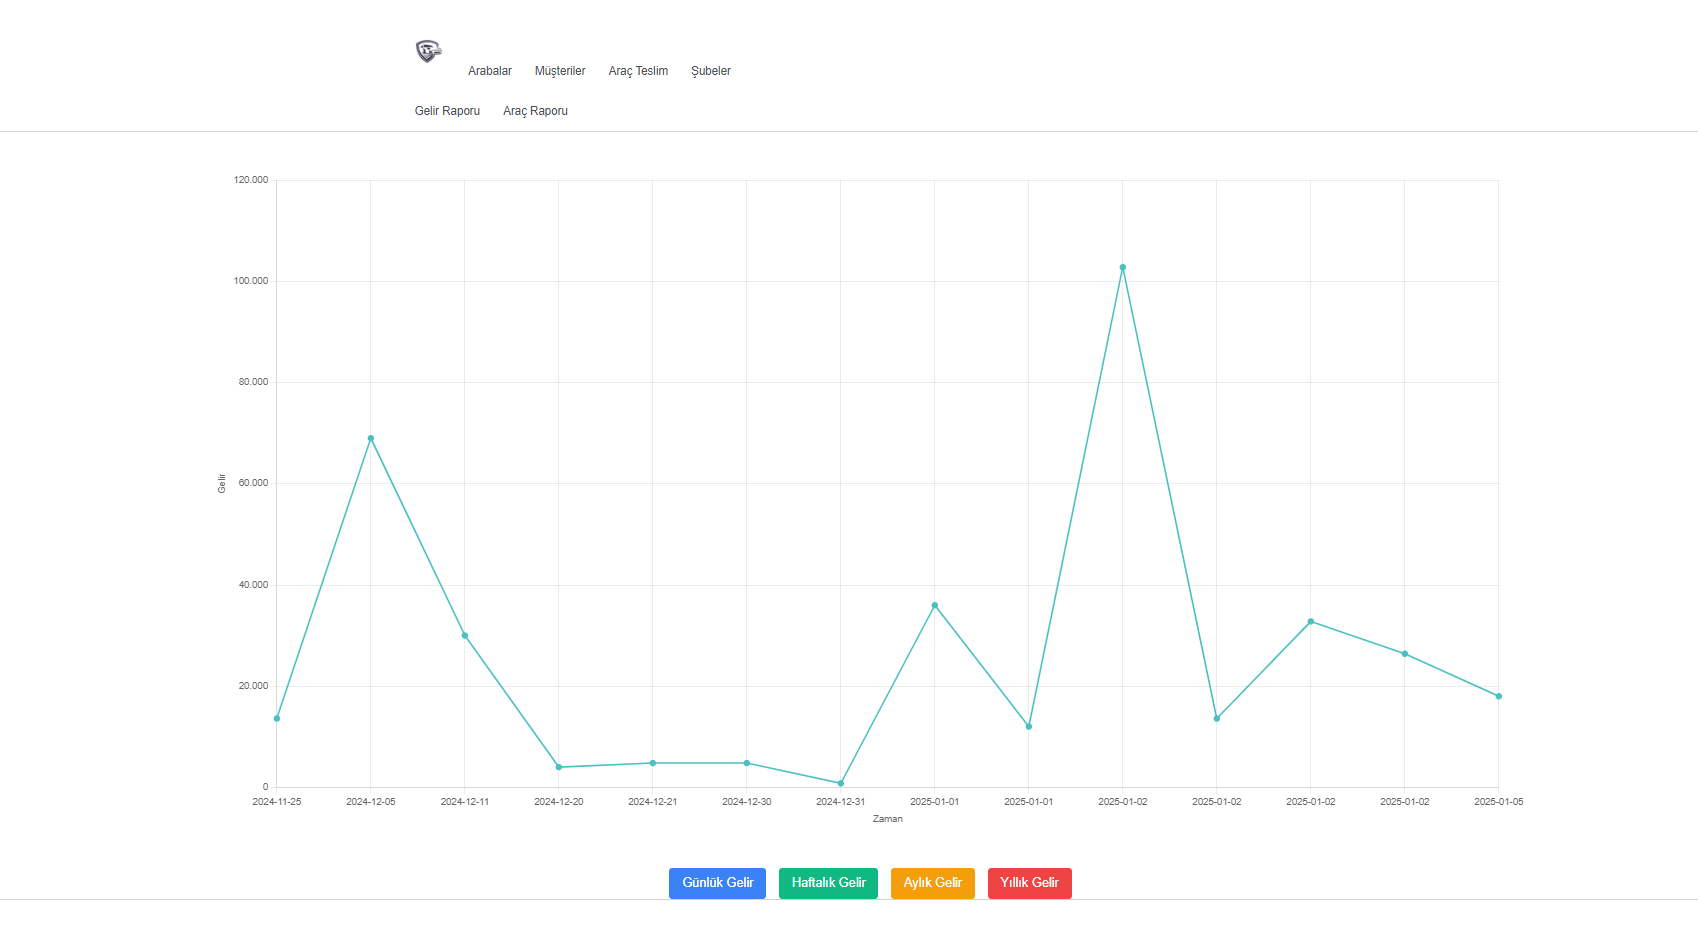 Arabalar Müşteriler Araç Teslim Şubeler
Gelir Raporu Araç Raporu
120.000
100.000
80.000
60.000
Gelir
40.000
20.000
0
2024-11-25 2024-12-05 2024-12-11 2024-12-20 2024-12-21 2024-12-30 2024-12-31 2025-01-01 2025-01-01 2025-01-02 2025-01-02 2025-01-02 2025-01-02 2025-01-05
Zaman
Günlük Gelir Haftalık Gelir Aylık Gelir Yıllık Gelir